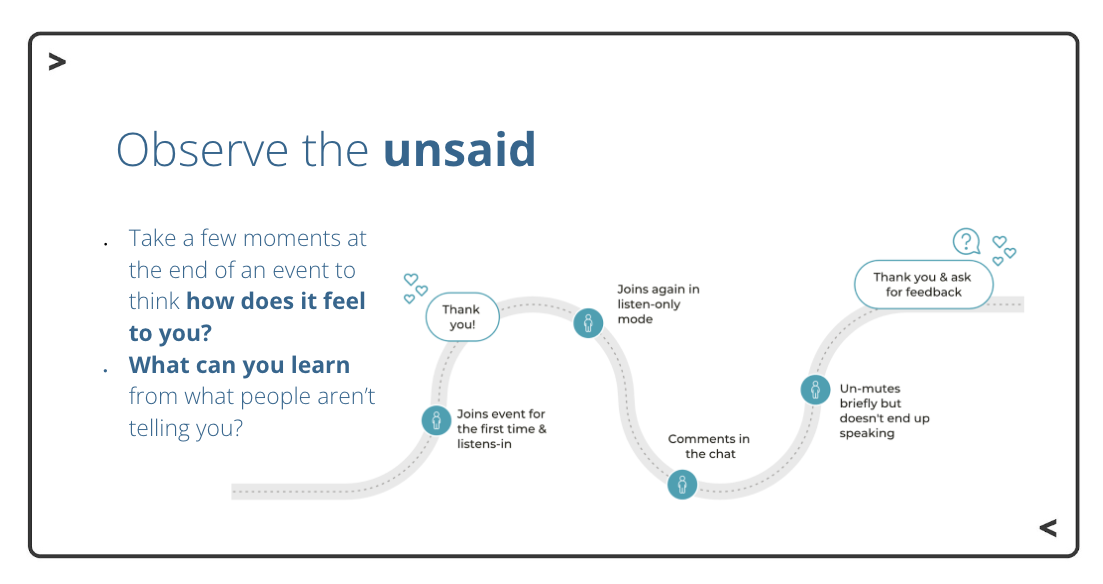 >
Observe the unsaid
. Take a few moments at
the end of an event to
think how does it feel
to you?
. What can you learn
from what people aren’t
telling you?
Thank
you!
Joins event for
the first time &
listens-in
Joins again in
listen-only
mode
Comments in
the chat
Un-mutes
briefly but
doesn't end up
speaking
?
Thank you & ask
for feedback
<